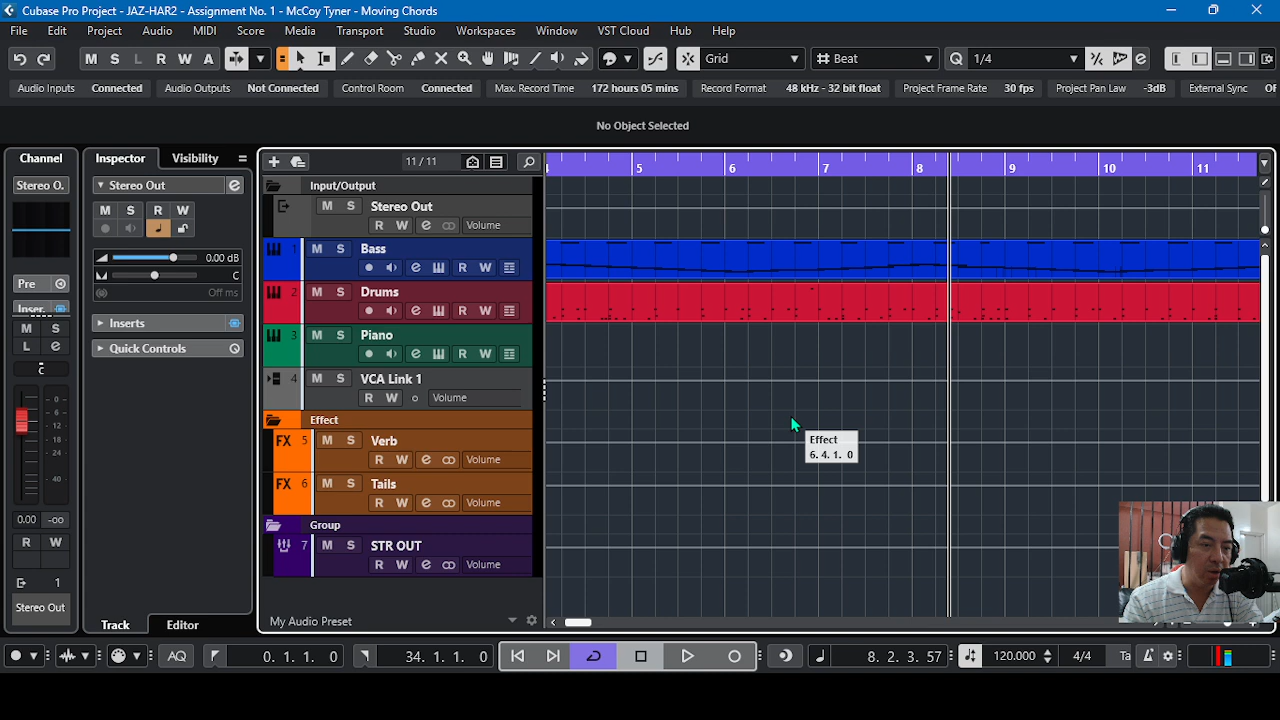 Cubase Pro Project - JAZ-HAR2 - Assignment No. 1 - McCoy Tyner - Moving Chords
File Edit Project Audio MIDI Score Media Transport Studio Workspaces Window VST Cloud Hub Help
M S L R W A Grid Beat Q 1/4 e
Audio Inputs Connected Audio Outputs Not Connected Control Room Connected Max. Record Time 172 hours 05 mins Record Format 48 kHz - 32 bit float Project Frame Rate 30 fps Project Pan Law -3dB External Sync Of
No Object Selected
Channel Inspector Visibility 11 / 11 5 6 7 8 9 10 11
Stereo O. Stereo Out e Input/Output
M S R W M S Stereo Out
R W e Volume
0.00 dB 1 M S Bass
C R W
Pre Off ms 2 M S Drums
Inser. Inserts R W
M S 3 M S Piano
L e Quick Controls R W
C 4 M S VCA Link 1
R W Volume
0 Effect
6 FX 5 M S Verb Effect
12 R W e Volume 6. 4. 1. 0
18
24 FX 6 M S Tails
40 R W e Volume
0.00 -oo Group
R W 7 M S STR OUT
R W e Volume
1
Stereo Out Track Editor My Audio Preset
AQ 0. 1. 1. 0 34. 1. 1. 0 8. 2. 3. 57 120.000 4/4 Ta